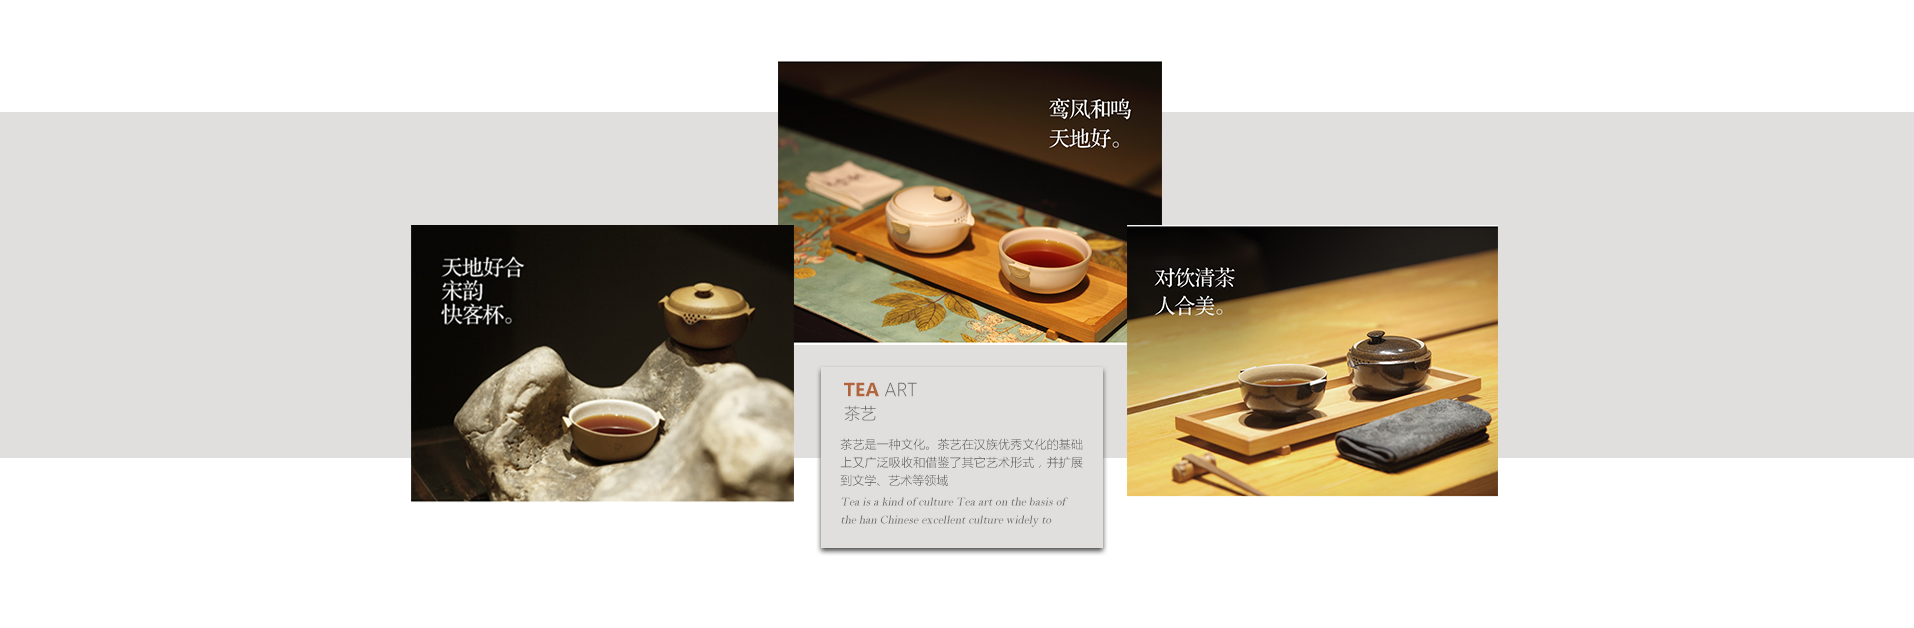 鸾凤和鸣
天地好。
天地好合
宋韵
快客杯。
对饮清茶
人合美。
TEA ART
茶艺
茶艺是一种文化。茶艺在汉族优秀文化的基础
上又广泛吸收和借鉴了其它艺术形式，并扩展
到文学、艺术等领域
Tea is a kind of culture Tea art on the basis of
the han Chinese excellent culture widely to